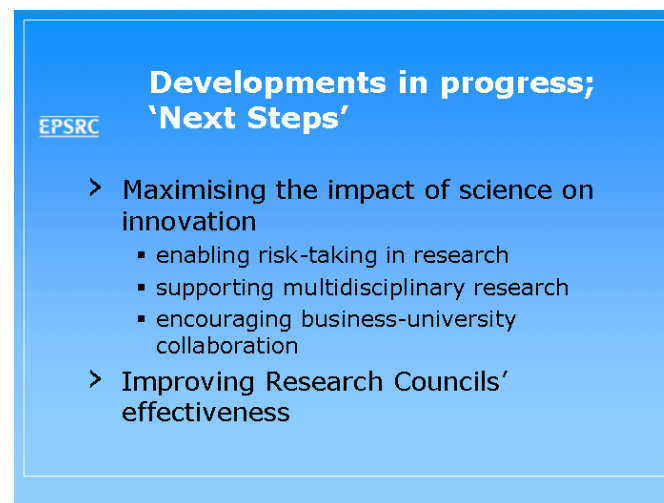 Developments in progress;
‘Next Steps’
EPSRC
> Maximising the impact of science on
innovation
▪ enabling risk-taking in research
▪ supporting multidisciplinary research
▪ encouraging business-university
collaboration
> Improving Research Councils’
effectiveness